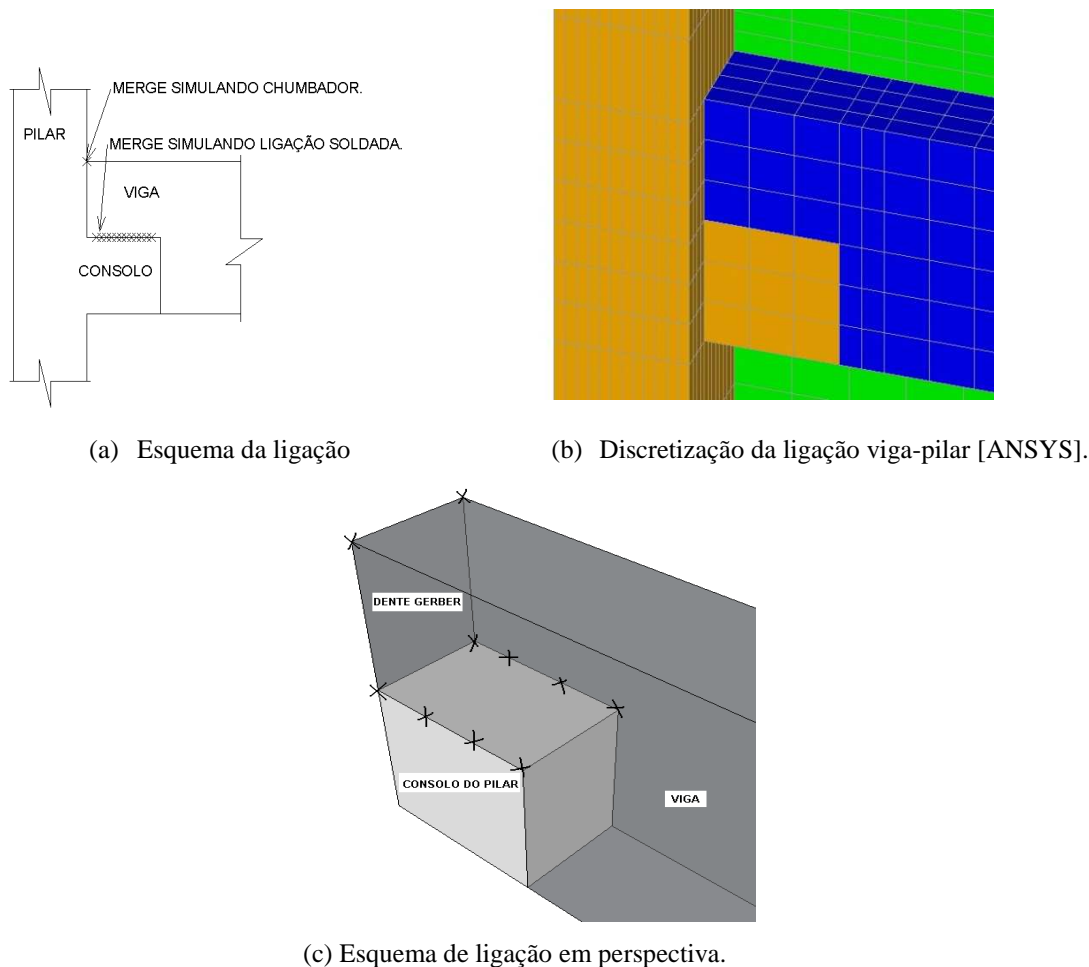 MERGE SIMULANDO CHUMBADOR.
PILAR
MERGE SIMULANDO LIGAÇÃO SOLDADA.
VIGA
CONSOLO
(a) Esquema da ligação
(b) Discretização da ligação viga-pilar [ANSYS].
DENTE GERBER
CONSOLO DO PILAR
VIGA
(c) Esquema de ligação em perspectiva.